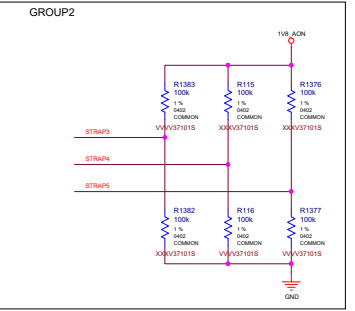 GROUP2
1V8_AON
R1383
100k
1 %
0402
COMMON
VVVV37101S
R115
100k
1 %
0402
COMMON
XXXV37101S
R1376
100k
1 %
0402
COMMON
XXXV37101S
STRAP3
STRAP4
STRAP5
R1382
100k
1 %
0402
COMMON
XXXV37101S
R116
100k
1 %
0402
COMMON
VVVV37101S
R1377
100k
1 %
0402
COMMON
VVVV37101S
GND